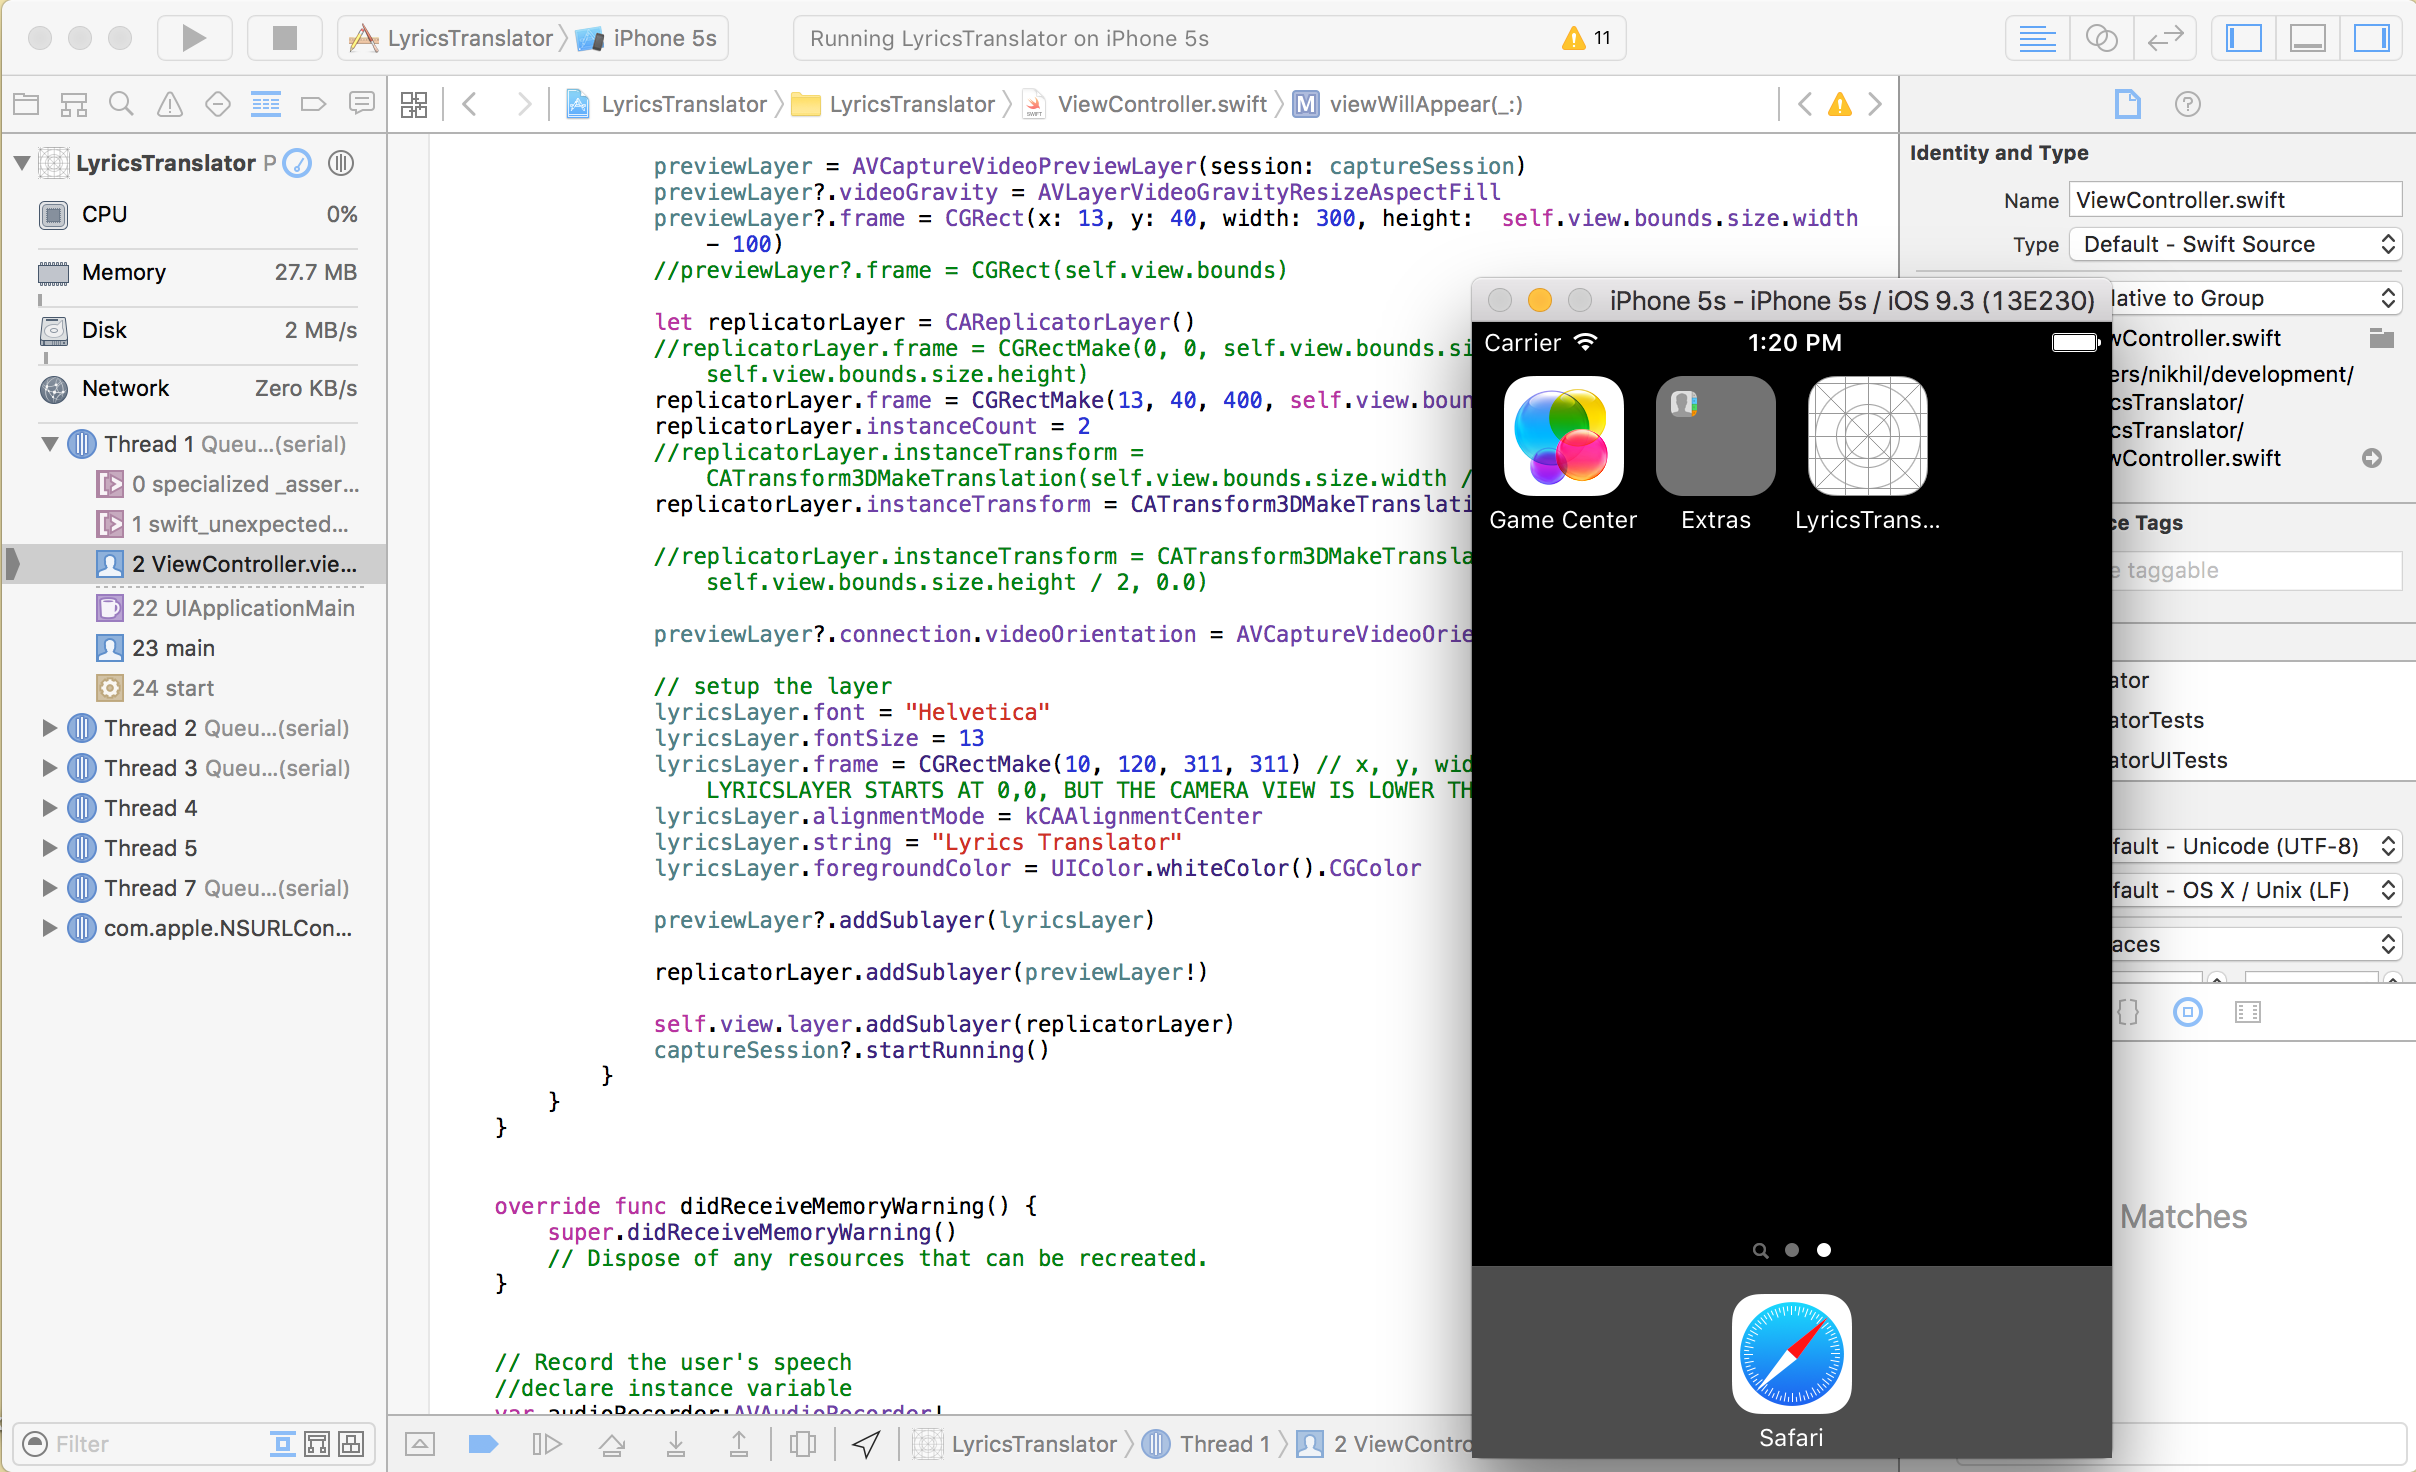 LyricsTranslator iPhone 5s
Running LyricsTranslator on iPhone 5s 11
LyricsTranslator LyricsTranslator ViewController.swift M viewWillAppear(_:)
LyricsTranslator P
CPU 0%
Memory 27.7 MB
Disk 2 MB/s
Network Zero KB/s
Thread 1 Queu...(serial)
0 specialized _asser...
1 swift_unexpected...
2 ViewController.vie...
22 UIApplicationMain
23 main
24 start
Thread 2 Queu...(serial)
Thread 3 Queu...(serial)
Thread 4
Thread 5
Thread 7 Queu...(serial)
com.apple.NSURLCon...
Filter
previewLayer = AVCaptureVideoPreviewLayer(session: captureSession)
previewLayer?.videoGravity = AVLayerVideoGravityResizeAspectFill
previewLayer?.frame = CGRect(x: 13, y: 40, width: 300, height:  self.view.bounds.size.width
- 100)
//previewLayer?.frame = CGRect(self.view.bounds)
let replicatorLayer = CAReplicatorLayer()
//replicatorLayer.frame = CGRectMake(0, 0, self.view.bounds.si
self.view.bounds.size.height)
replicatorLayer.frame = CGRectMake(13, 40, 400, self.view.boun
replicatorLayer.instanceCount = 2
//replicatorLayer.instanceTransform =
CATransform3DMakeTranslation(self.view.bounds.size.width /
replicatorLayer.instanceTransform = CATransform3DMakeTranslati
//replicatorLayer.instanceTransform = CATransform3DMakeTransla
self.view.bounds.size.height / 2, 0.0)
previewLayer?.connection.videoOrientation = AVCaptureVideoOrie
// setup the layer
lyricsLayer.font = "Helvetica"
lyricsLayer.fontSize = 13
lyricsLayer.frame = CGRectMake(10, 120, 311, 311) // x, y, wid
LYRICSLAYER STARTS AT 0,0, BUT THE CAMERA VIEW IS LOWER TH
lyricsLayer.alignmentMode = kCAAlignmentCenter
lyricsLayer.string = "Lyrics Translator"
lyricsLayer.foregroundColor = UIColor.whiteColor().CGColor
previewLayer?.addSublayer(lyricsLayer)
replicatorLayer.addSublayer(previewLayer!)
self.view.layer.addSublayer(replicatorLayer)
captureSession?.startRunning()
}
}
}
override func didReceiveMemoryWarning() {
super.didReceiveMemoryWarning()
// Dispose of any resources that can be recreated.
}
// Record the user's speech
//declare instance variable
var audioRecorder:AVAudioRecorder!
LyricsTranslator Thread 1 2 ViewContro
iPhone 5s - iPhone 5s / iOS 9.3 (13E230)
Carrier 1:20 PM
Game Center Extras LyricsTrans...
Safari
Identity and Type
Name ViewController.swift
Type Default - Swift Source
lative to Group
wController.swift
ers/nikhil/development/
csTranslator/
csTranslator/
wController.swift
ce Tags
e taggable
ator
atorTests
atorUITests
fault - Unicode (UTF-8)
fault - OS X / Unix (LF)
aces
{}
Matches